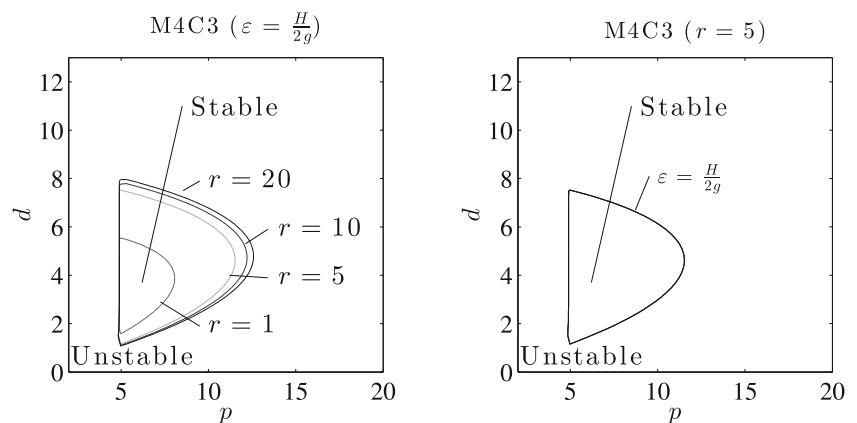 M4C3 (ε = H/2g)
12
10
8
6
4
2
0
d
Stable
r = 20
r = 10
r = 5
r = 1
Unstable
5
10
15
20
p
M4C3 (r = 5)
12
10
8
6
4
2
0
d
Stable
ε = H/2g
Unstable
5
10
15
20
p